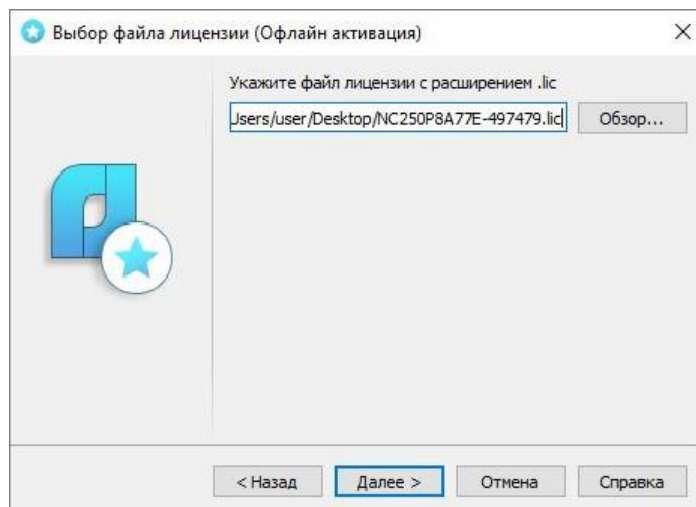 Выбор файла лицензии (Офлайн активация)
Укажите файл лицензии с расширением .lic
Users/user/Desktop/NC250P8A77E-497479.lic
Обзор...
< Назад
Далее >
Отмена
Справка